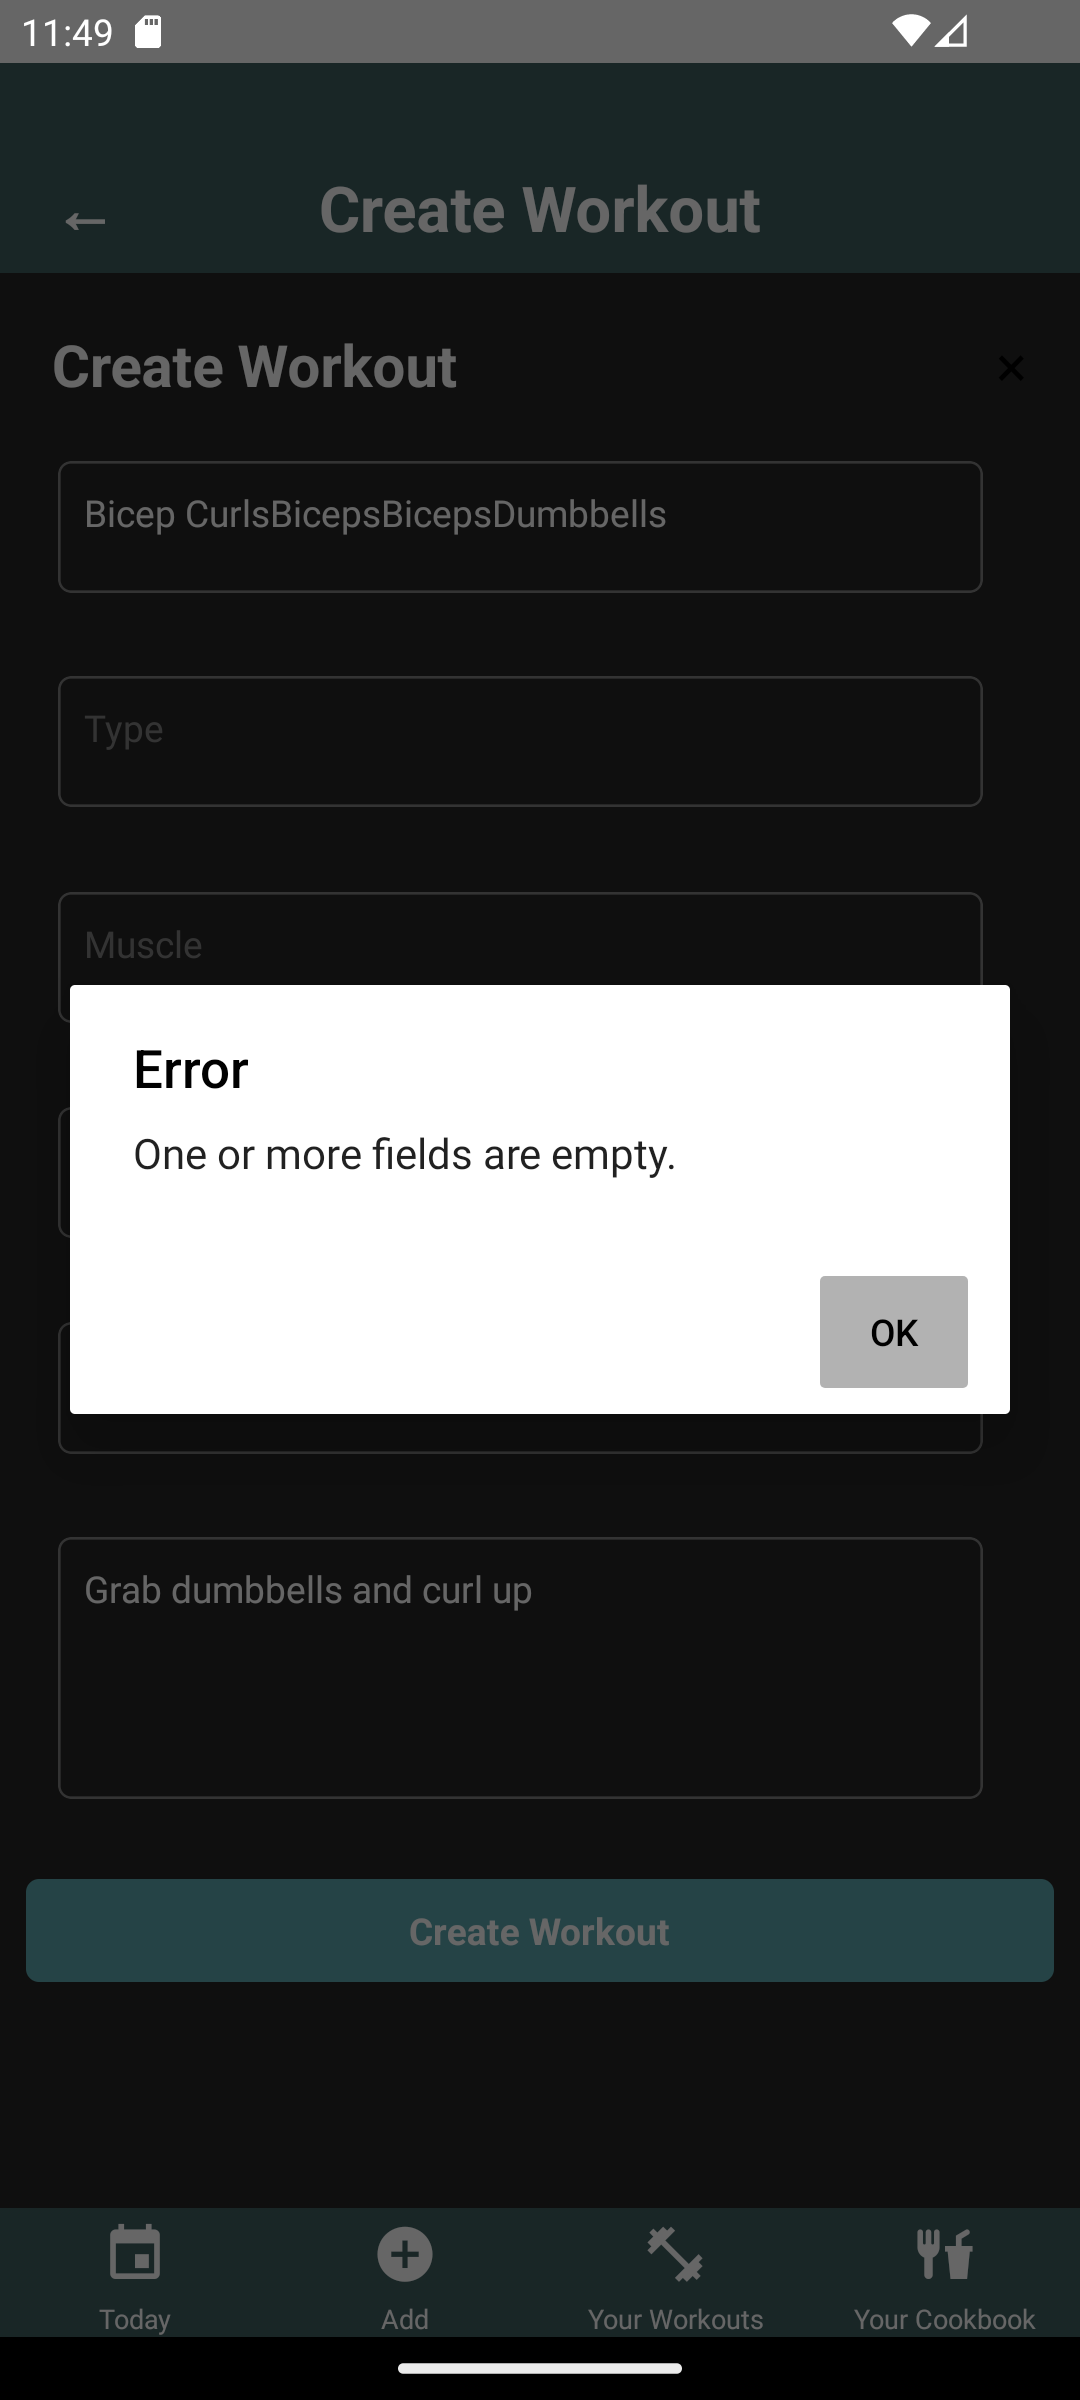 11:49
← Create Workout
Create Workout ×
Bicep CurlsBicepsBicepsDumbbells
Type
Muscle
Error
One or more fields are empty.
OK
Grab dumbbells and curl up
Create Workout
Today Add Your Workouts Your Cookbook